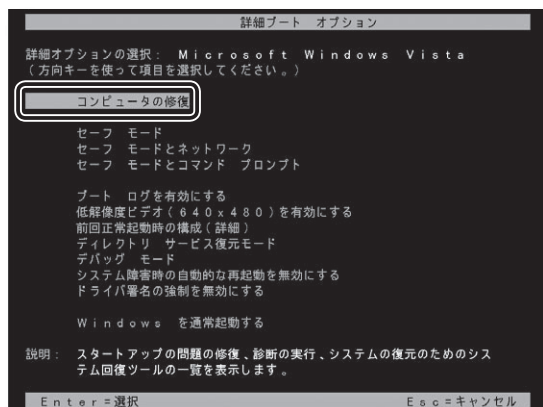 詳細ブート オプション
詳細オプションの選択： Microsoft Windows Vista
（方向キーを使って項目を選択してください。）
コンピュータの修復
セーフ モード
セーフ モードとネットワーク
セーフ モードとコマンド プロンプト
ブート ログを有効にする
低解像度ビデオ（640x480）を有効にする
前回正常起動時の構成（詳細）
ディレクトリ サービス復元モード
デバッグ モード
システム障害時の自動的な再起動を無効にする
ドライバ署名の強制を無効にする
Windows を通常起動する
説明： スタートアップの問題の修復、診断の実行、システムの復元のためのシス
テム回復ツールの一覧を表示します。
Enter=選択 Esc=キャンセル